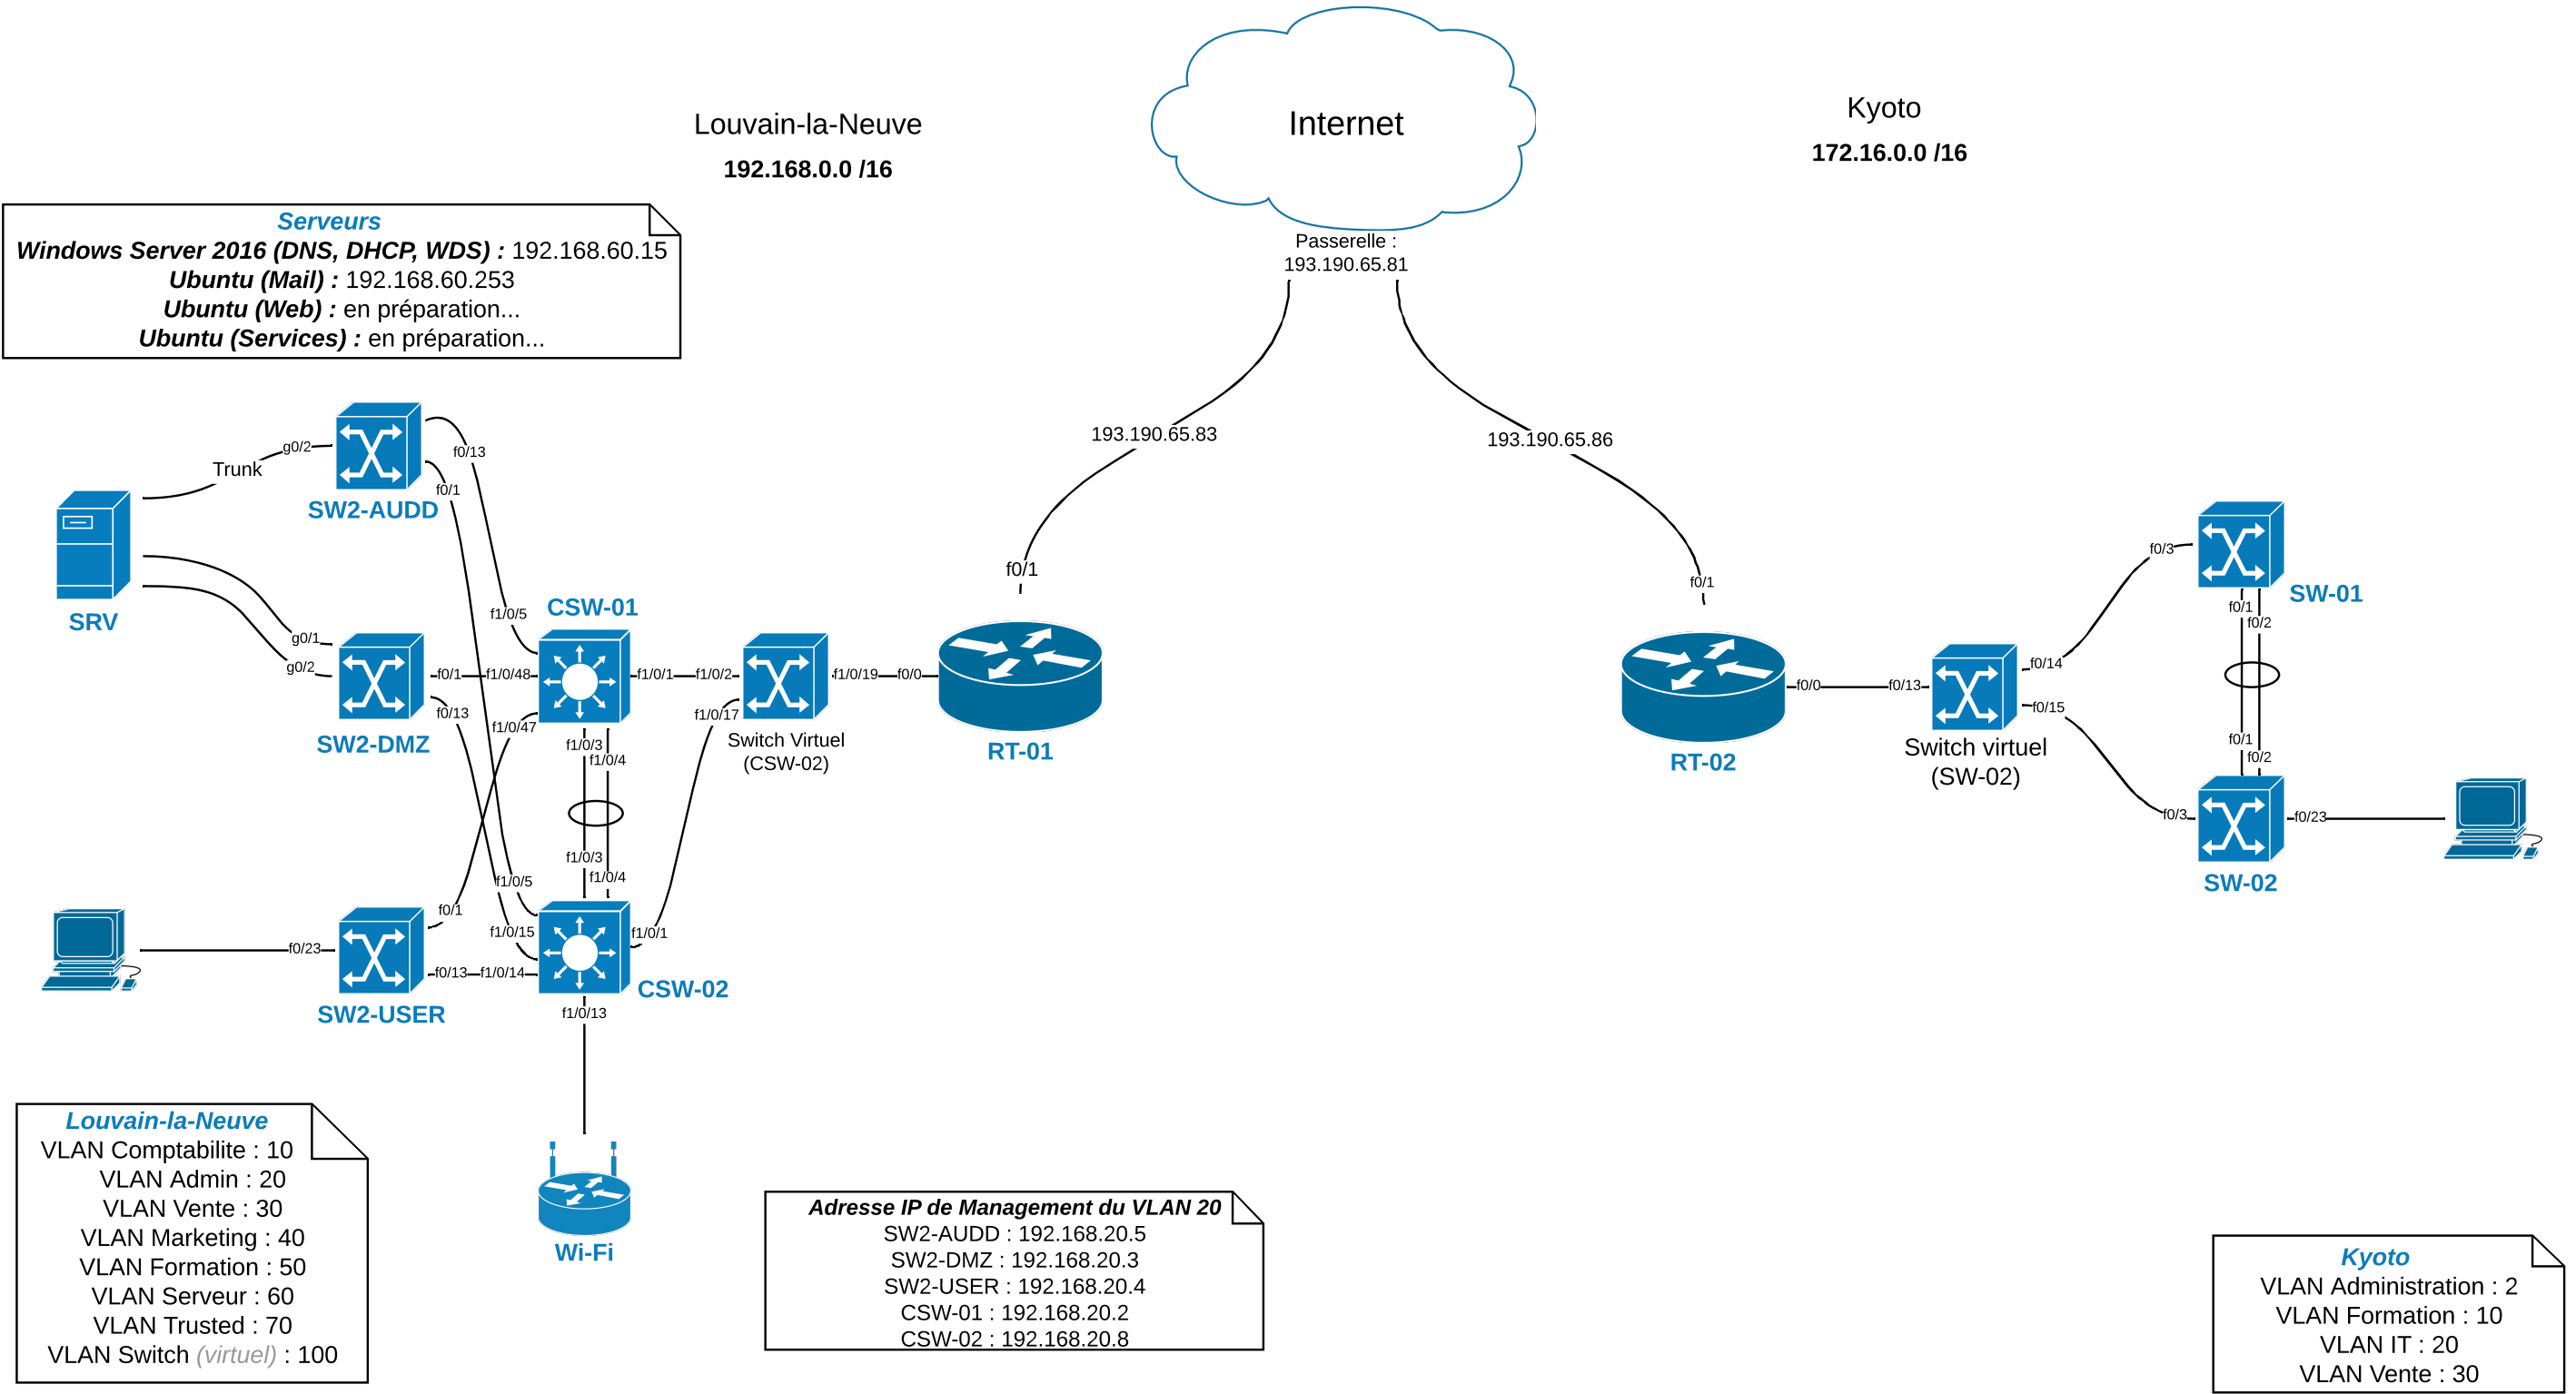 Internet
Louvain-la-Neuve
192.168.0.0 /16
Kyoto
172.16.0.0 /16
Passerelle :
193.190.65.81
Serveurs
Windows Server 2016 (DNS, DHCP, WDS) : 192.168.60.15
Ubuntu (Mail) : 192.168.60.253
Ubuntu (Web) : en préparation...
Ubuntu (Services) : en préparation...
193.190.65.83
193.190.65.86
g0/2
Trunk
f0/13
f0/1
SW2-AUDD
SRV
g0/1
g0/2
SW2-DMZ
f0/1
f0/13
f1/0/5
CSW-01
f1/0/48
f1/0/47
f1/0/1
f1/0/2
f1/0/17
f1/0/19
f0/0
Switch Virtuel
(CSW-02)
f0/1
RT-01
f1/0/3
f1/0/4
f1/0/3
f1/0/4
f1/0/5
f1/0/15
f0/1
f0/23
f0/13
f1/0/14
f1/0/1
SW2-USER
CSW-02
f1/0/13
Wi-Fi
f0/1
RT-02
f0/0
f0/13
Switch virtuel
(SW-02)
f0/14
f0/15
f0/3
SW-01
f0/1
f0/2
f0/1
f0/2
f0/3
f0/23
SW-02
Louvain-la-Neuve
VLAN Comptabilite : 10
VLAN Admin : 20
VLAN Vente : 30
VLAN Marketing : 40
VLAN Formation : 50
VLAN Serveur : 60
VLAN Trusted : 70
VLAN Switch (virtuel) : 100
Adresse IP de Management du VLAN 20
SW2-AUDD : 192.168.20.5
SW2-DMZ : 192.168.20.3
SW2-USER : 192.168.20.4
CSW-01 : 192.168.20.2
CSW-02 : 192.168.20.8
Kyoto
VLAN Administration : 2
VLAN Formation : 10
VLAN IT : 20
VLAN Vente : 30